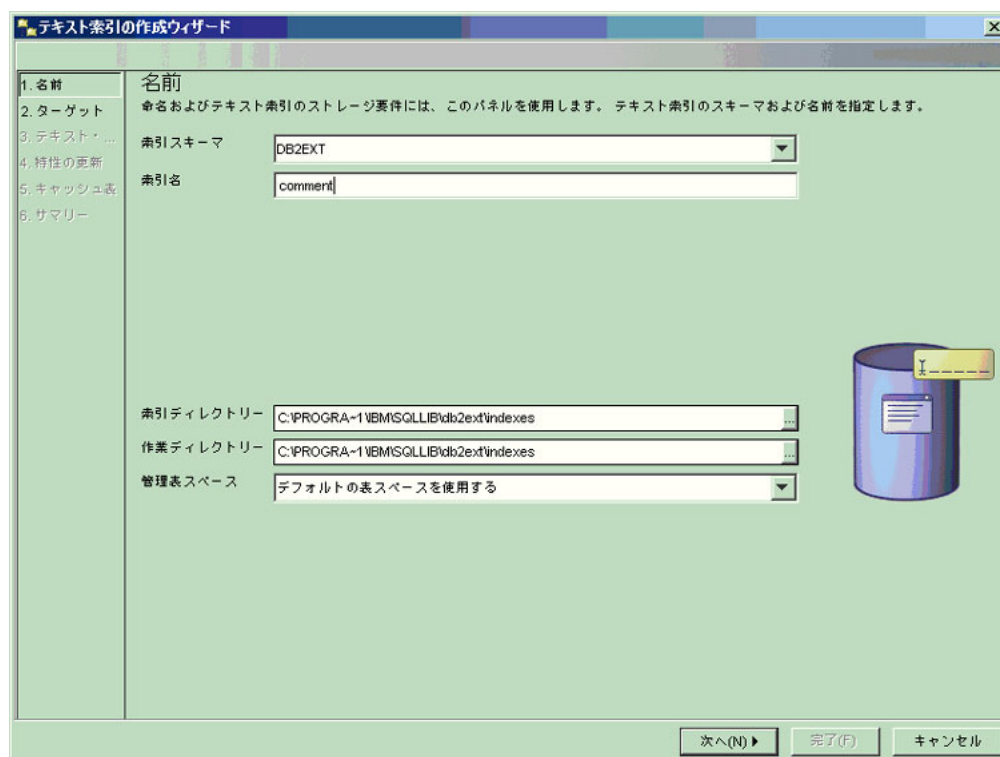 テキスト索引の作成ウィザード
1. 名前
2. ターゲット
3. テキスト・...
4. 特性の更新
5. キャッシュ表
6. サマリー
名前
命名およびテキスト索引のストレージ要件には、このパネルを使用します。 テキスト索引のスキーマおよび名前を指定します。
索引スキーマ
DB2EXT
索引名
comment
索引ディレクトリー
C:\PROGRA~1\IBM\SQLLIB\db2ext\indexes
...
作業ディレクトリー
C:\PROGRA~1\IBM\SQLLIB\db2ext\indexes
...
管理表スペース
デフォルトの表スペースを使用する
次へ(N)
完了(F)
キャンセル